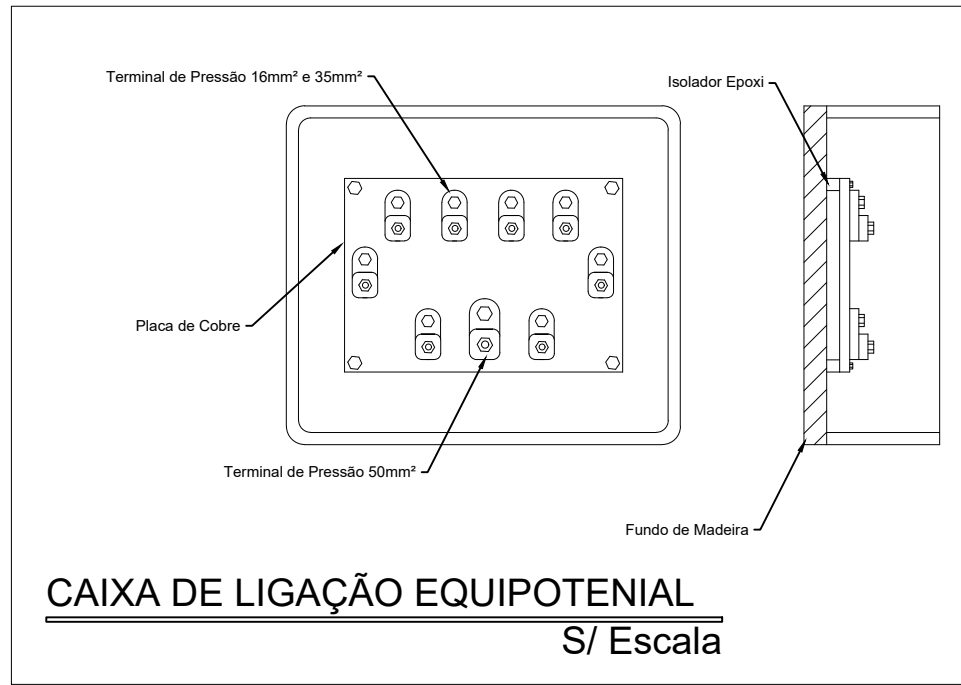 Terminal de Pressão 16mm² e 35mm²
Isolador Epoxi
Placa de Cobre
Terminal de Pressão 50mm²
Fundo de Madeira
CAIXA DE LIGAÇÃO EQUIPOTENIAL
S/ Escala